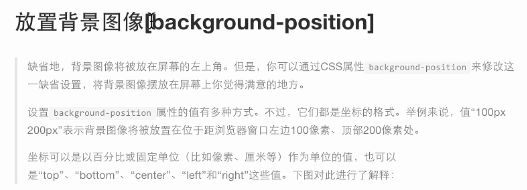 放置背景图像[background-position]
缺省地，背景图像将被放在屏幕的左上角。但是，你可以通过CSS属性 background-position 来修改这
一缺省设置，将背景图像摆放在屏幕上你觉得满意的地方。
设置 background-position 属性的值有多种方式。不过，它们都是坐标的格式。举例来说，值“100px
200px”表示背景图像将被放置在位于距浏览器窗口左边100像素、顶部200像素处。
坐标可以是以百分比或固定单位（比如像素、厘米等）作为单位的值，也可以
是“top”、“bottom”、“center”、“left”和“right”这些值。下图对此进行了解释：